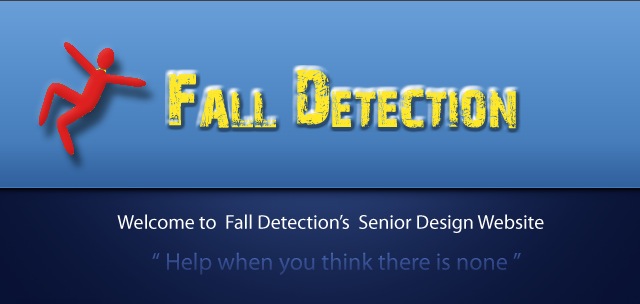 FALL DETECTION
Welcome to Fall Detection's Senior Design Website
“ Help when you think there is none ”